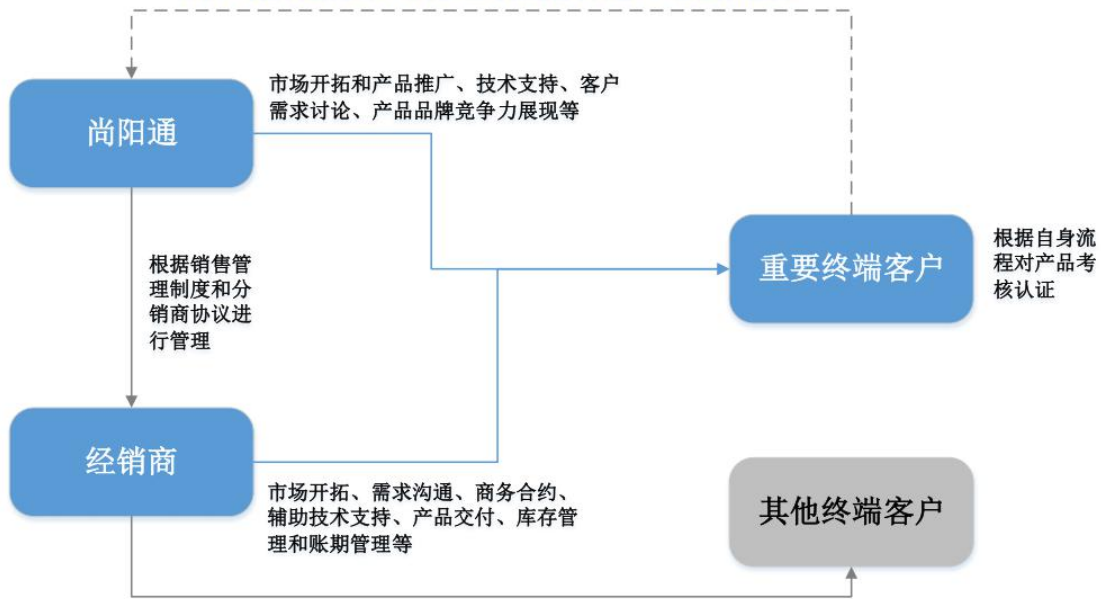 市场开拓和产品推广、技术支持、客户
需求讨论、产品品牌竞争力展现等
尚阳通
根据销售管
理制度和分
销商协议进
行管理
重要终端客户
根据自身流
程对产品考
核认证
经销商
市场开拓、需求沟通、商务合约、
辅助技术支持、产品交付、库存管
理和账期管理等
其他终端客户